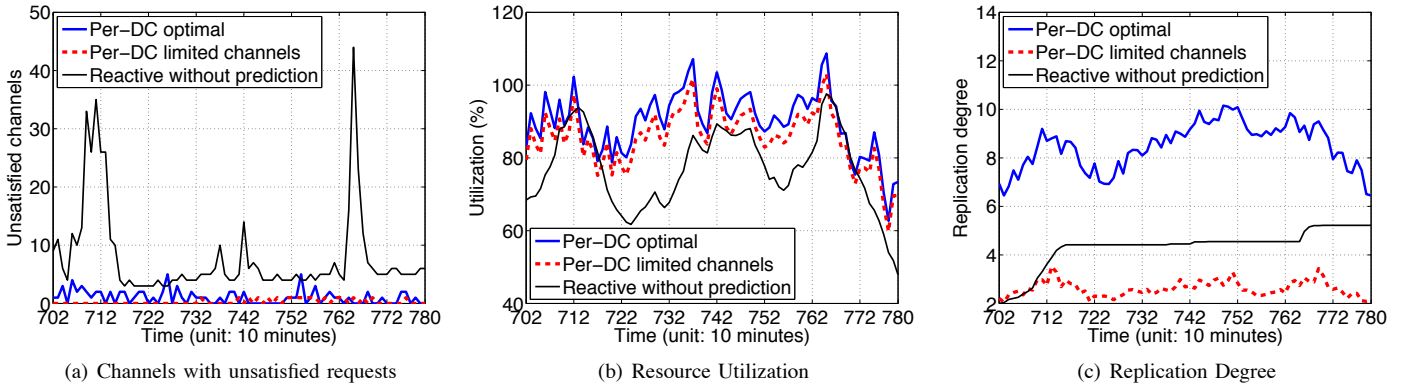 50
40
30
20
10
0
Unsatisfied channels
Per−DC optimal
Per−DC limited channels
Reactive without prediction
702 712 722 732 742 752 762 772 780
Time (unit: 10 minutes)
(a) Channels with unsatisfied requests
120
100
80
60
40
Utilization (%)
Per−DC optimal
Per−DC limited channels
Reactive without prediction
702 712 722 732 742 752 762 772 780
Time (unit: 10 minutes)
(b) Resource Utilization
14
12
10
8
6
4
2
Replication degree
Per−DC optimal
Per−DC limited channels
Reactive without prediction
702 712 722 732 742 752 762 772 780
Time (unit: 10 minutes)
(c) Replication Degree